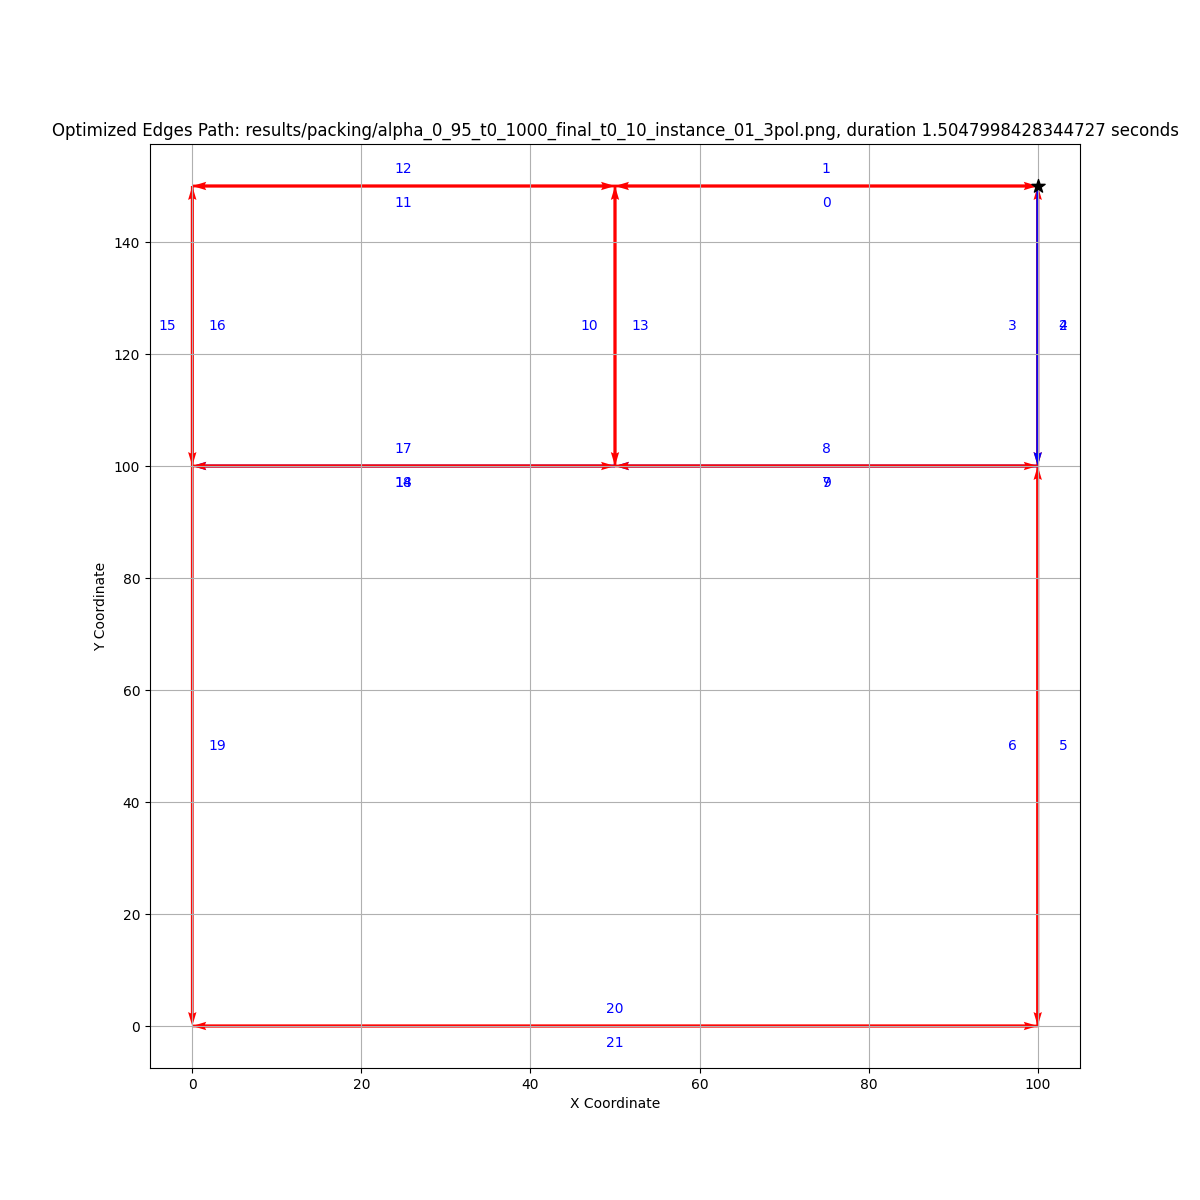 Optimized Edges Path: results/packing/alpha_0_95_t0_1000_final_t0_10_instance_01_3pol.png, duration 1.5047998428344727 seconds
12 1
11 0
140
15 16 10 13 3
120
17 8
100
80
Y Coordinate
60
19 6 5
40
20
20
21
0
0 20 40 60 80 100
X Coordinate